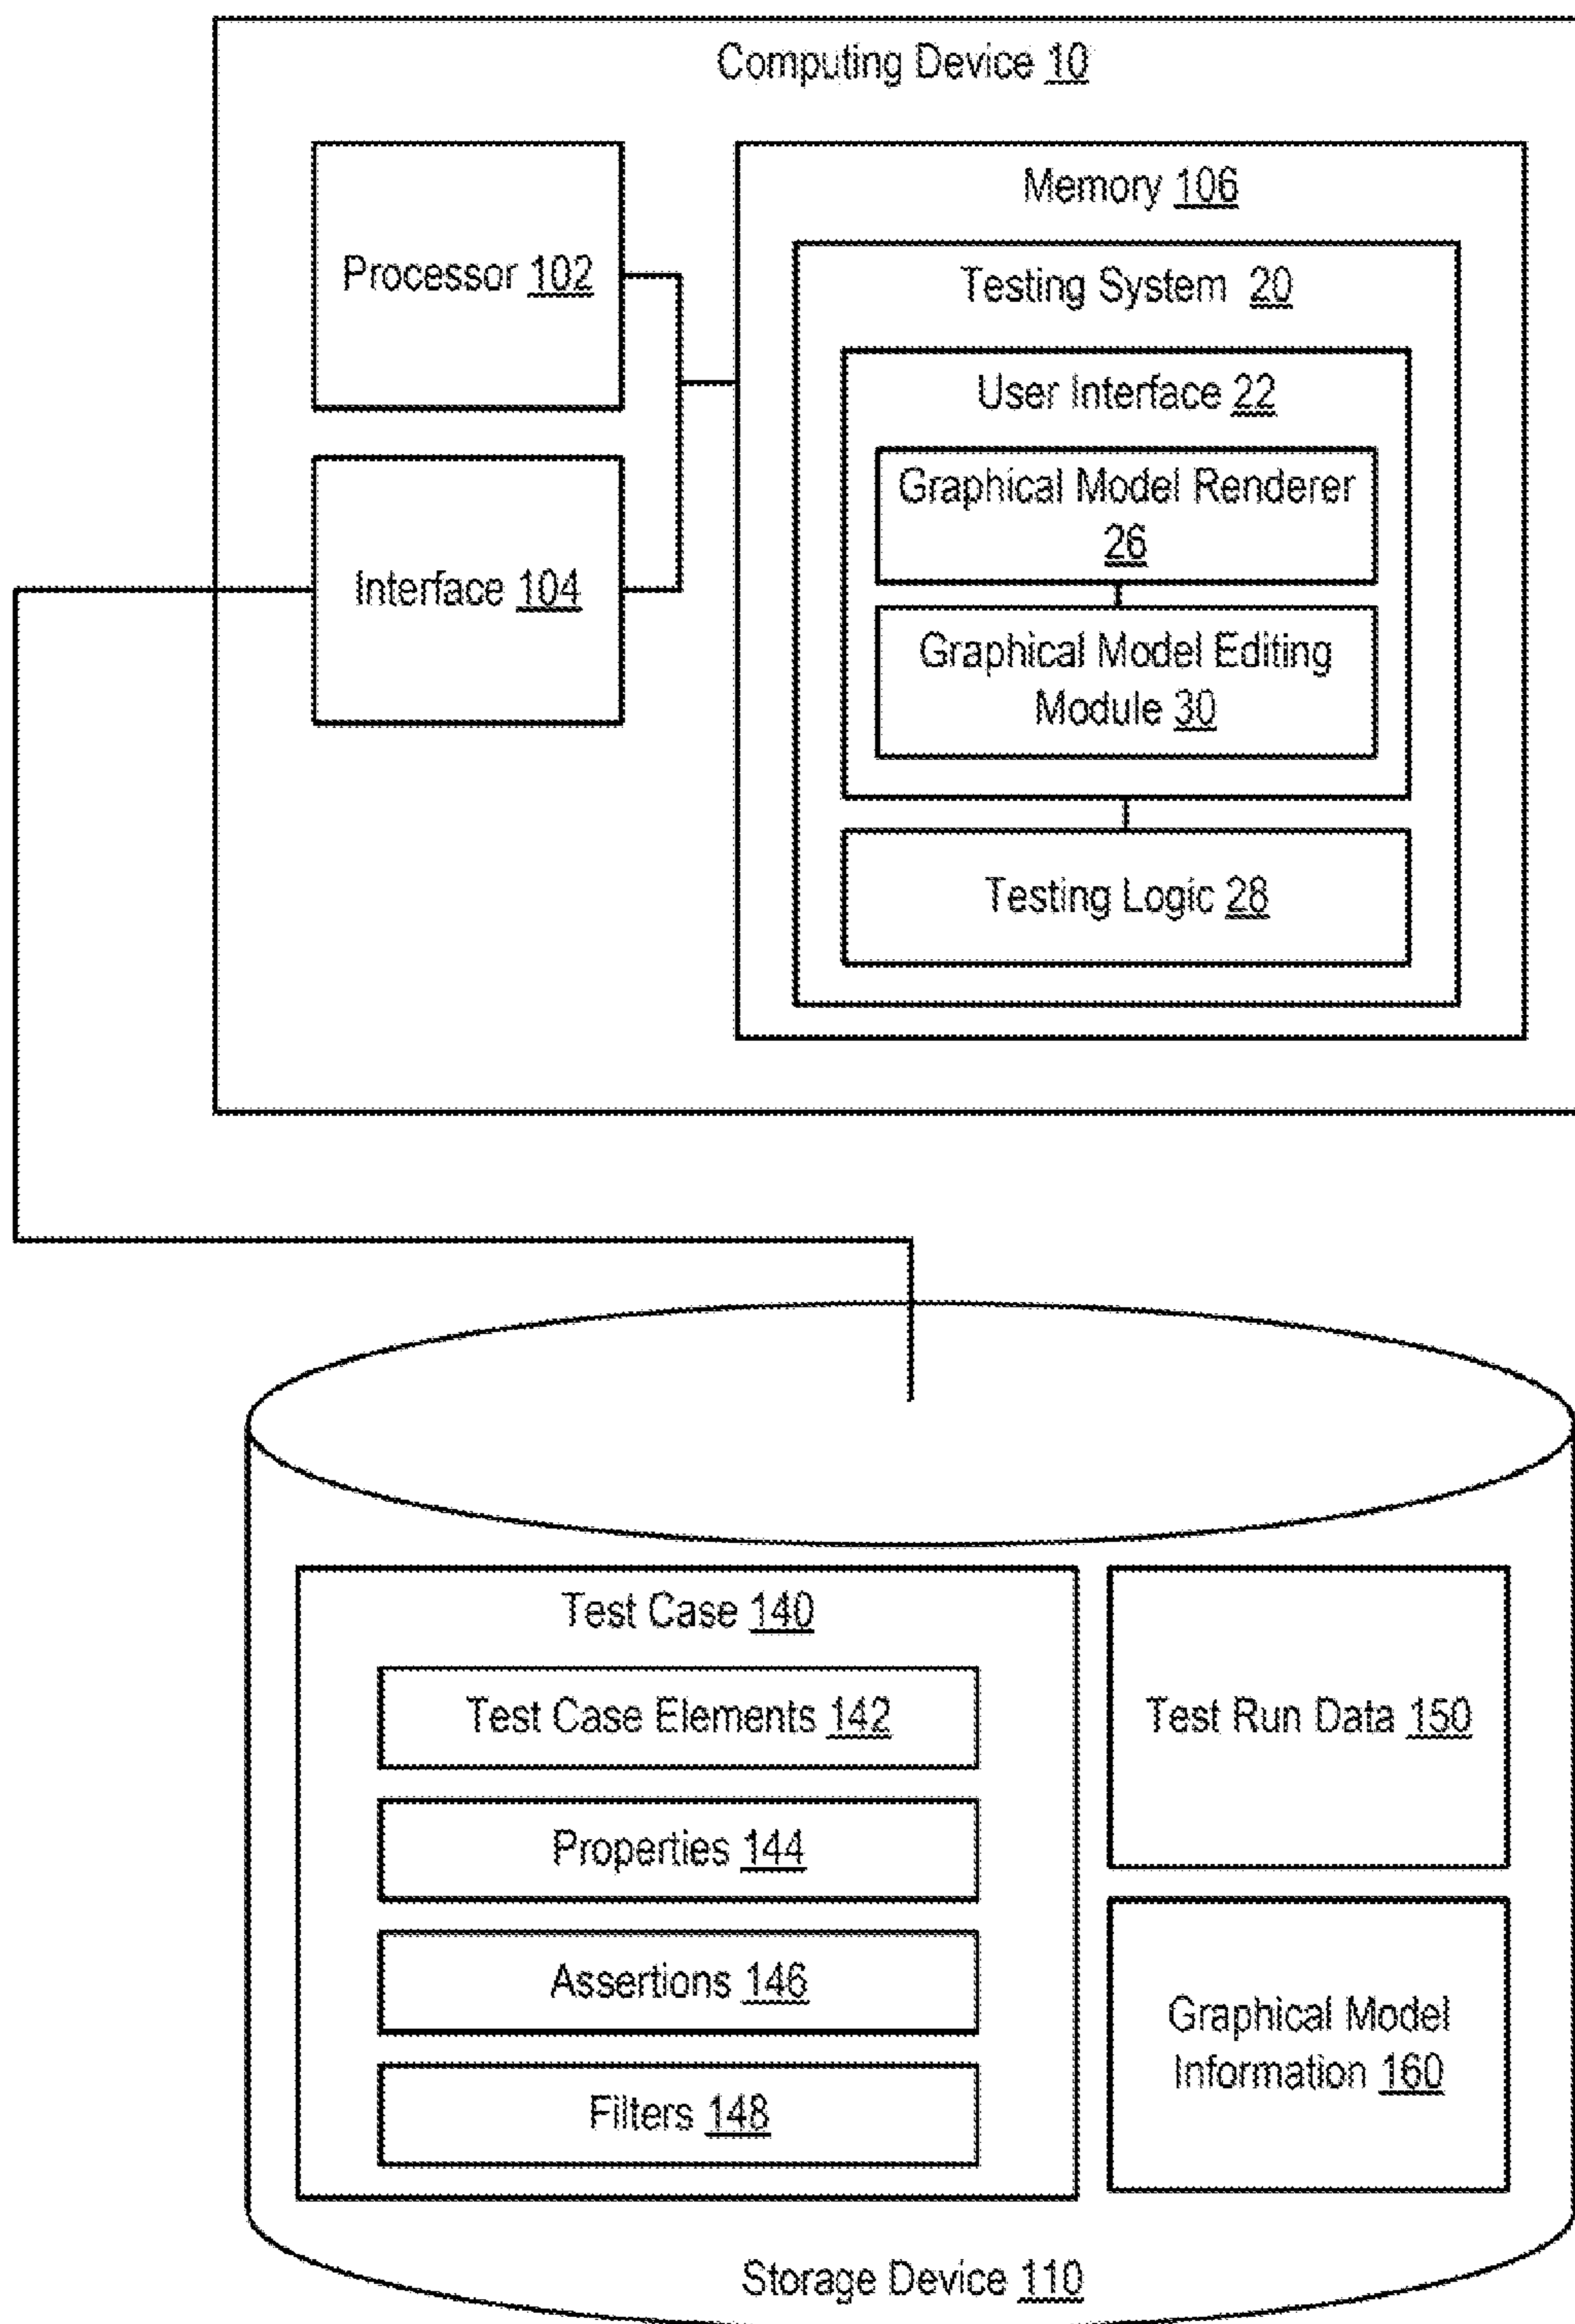 Computing Device 10
Processor 102
Interface 104
Memory 106
Testing System 20
User Interface 22
Graphical Model Renderer
26
Graphical Model Editing
Module 30
Testing Logic 28
Test Case 140
Test Case Elements 142
Properties 144
Assertions 146
Filters 148
Test Run Data 150
Graphical Model
Information 160
Storage Device 110